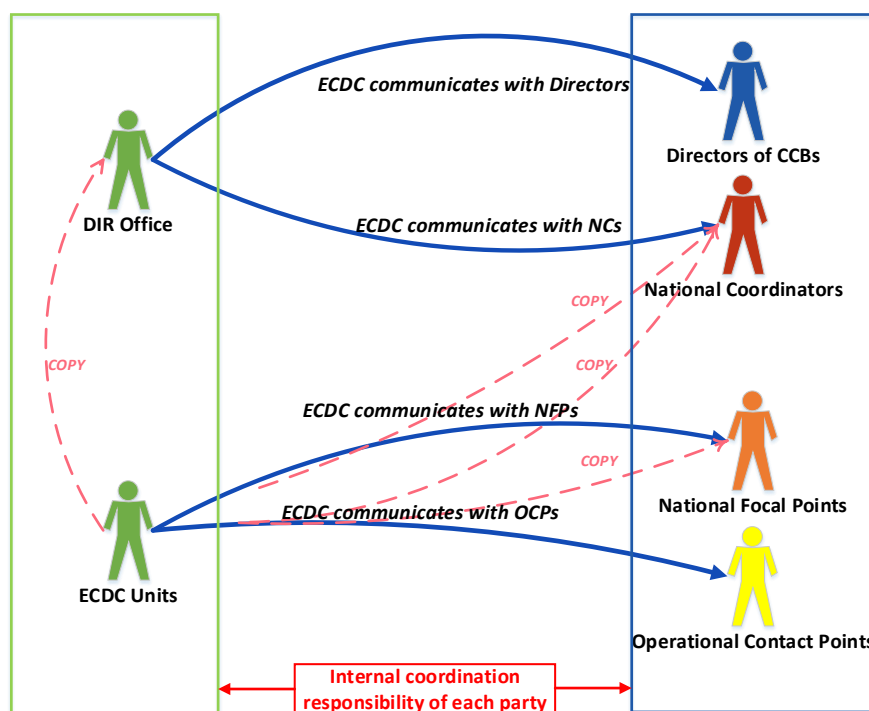 ECDC communicates with Directors
Directors of CCBs
DIR Office
ECDC communicates with NCs
National Coordinators
COPY
COPY
COPY
ECDC communicates with NFPs
COPY
National Focal Points
ECDC communicates with OCPs
ECDC Units
Operational Contact Points
Internal coordination
responsibility of each party